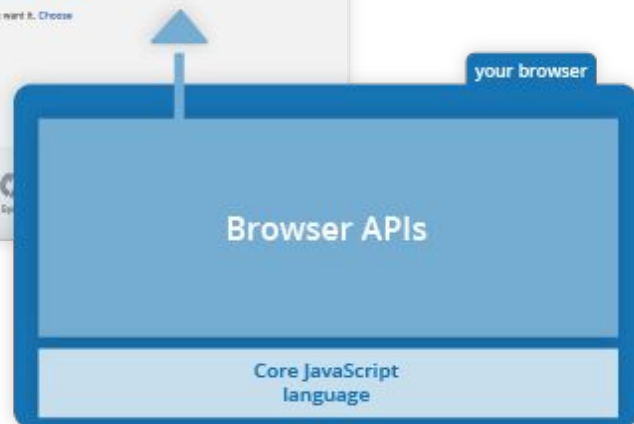 want it. Choose
your browser
Browser APIs
Core JavaScript
language